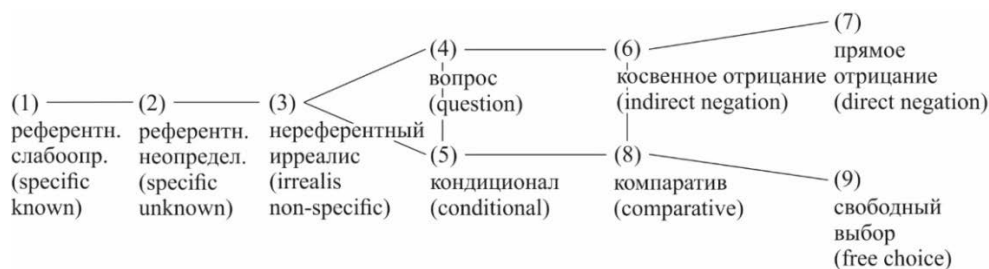 (1)
референтн.
слабоопр.
(specific
known)
(2)
референтн.
неопредел.
(specific
unknown)
(3)
нереферентный
ирреалис
(irrealis
non-specific)
(4)
вопрос
(question)
(5)
кондиционал
(conditional)
(6)
косвенное отрицание
(indirect negation)
(8)
компаратив
(comparative)
(7)
прямое
отрицание
(direct negation)
(9)
свободный
выбор
(free choice)